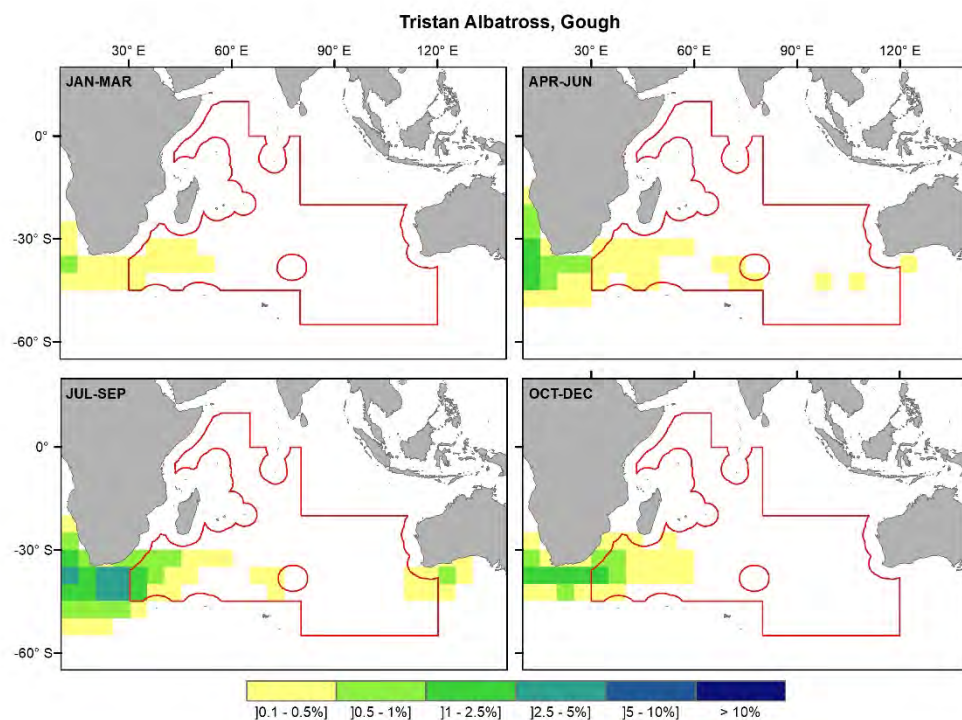 Tristan Albatross, Gough
30° E 60° E 90° E 120° E 30° E 60° E 90° E 120° E
JAN-MAR APR-JUN
0°
-30° S
-60° S
JUL-SEP OCT-DEC
0°
-30° S
-60° S
]0.1 - 0.5%] ]0.5 - 1%] ]1 - 2.5%] ]2.5 - 5%] ]5 - 10%] > 10%